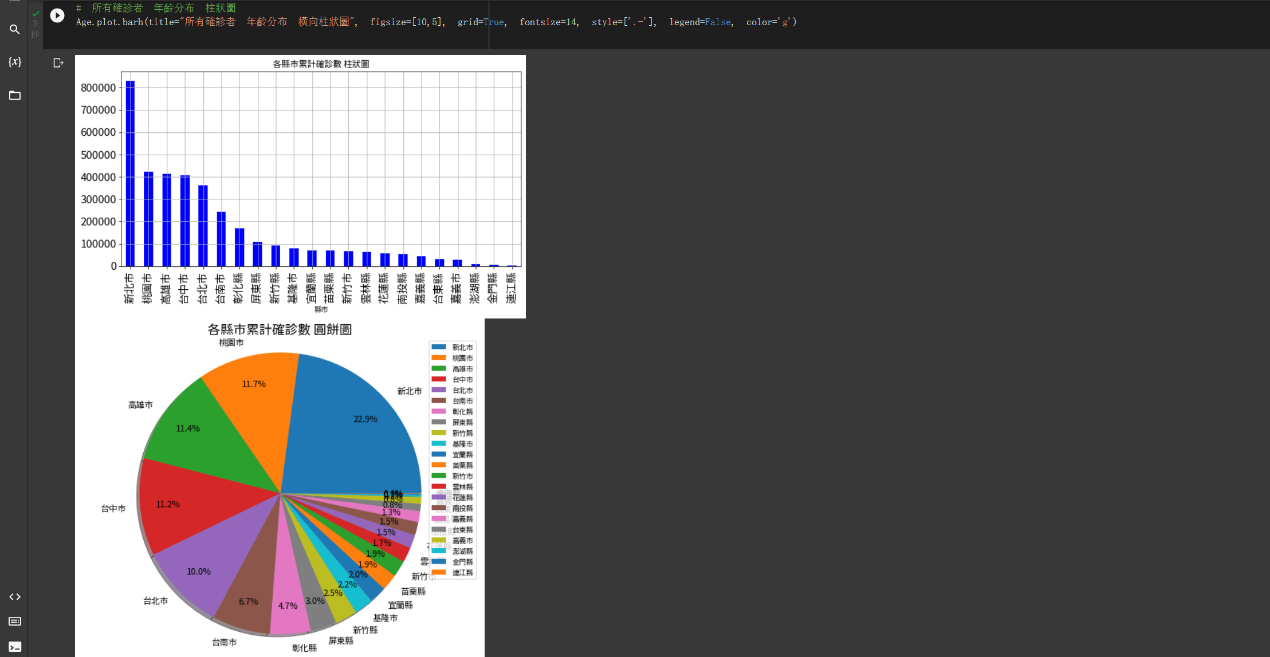 # 所有確診者 年齡分布 柱狀圖
Age.plot.barh(title="所有確診者 年齡分布 橫向柱狀圖", figsize=[10,5], grid=True, fontsize=14, style=['.-'], legend=False, color='g')
{x}
3
秒
各縣市累計確診數 柱狀圖
800000
700000
600000
500000
400000
300000
200000
100000
0
新北市
桃園市
高雄市
台中市
台北市
台南市
彰化縣
屏東縣
新竹縣
基隆市
宜蘭縣
苗栗縣
新竹市
雲林縣
花蓮縣
南投縣
嘉義縣
台東縣
嘉義市
澎湖縣
金門縣
連江縣
縣市
各縣市累計確診數 圓餅圖
桃園市
新北市
高雄市
台中市
台北市
台南市
彰化縣
屏東縣
新竹縣
基隆市
宜蘭縣
苗栗縣
新竹市
22.9%
11.7%
11.4%
11.2%
10.0%
6.7%
4.7%
3.0%
2.5%
2.2%
2.0%
1.9%
1.9%
1.7%
1.5%
1.5%
1.3%
0.8%
新北市
桃園市
高雄市
台中市
台北市
台南市
彰化縣
屏東縣
新竹縣
基隆市
宜蘭縣
苗栗縣
新竹市
雲林縣
花蓮縣
南投縣
嘉義縣
台東縣
嘉義市
澎湖縣
金門縣
連江縣